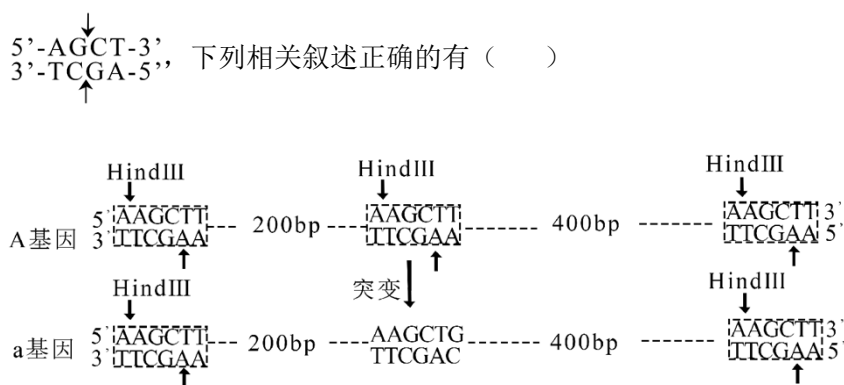 5’-AGCT-3’
3’-TCGA-5’，下列相关叙述正确的有（　　）
HindIII HindIII HindIII
A基因 5’ AAGCTT 200bp AAGCTT 400bp AAGCTT 3’
3’ TTCGAA TTCGAA TTCGAA 5’
HindIII 突变 HindIII
a基因 5’ AAGCTT 200bp AAGCTG 400bp AAGCTT 3’
3’ TTCGAA TTCGAC TTCGAA 5’